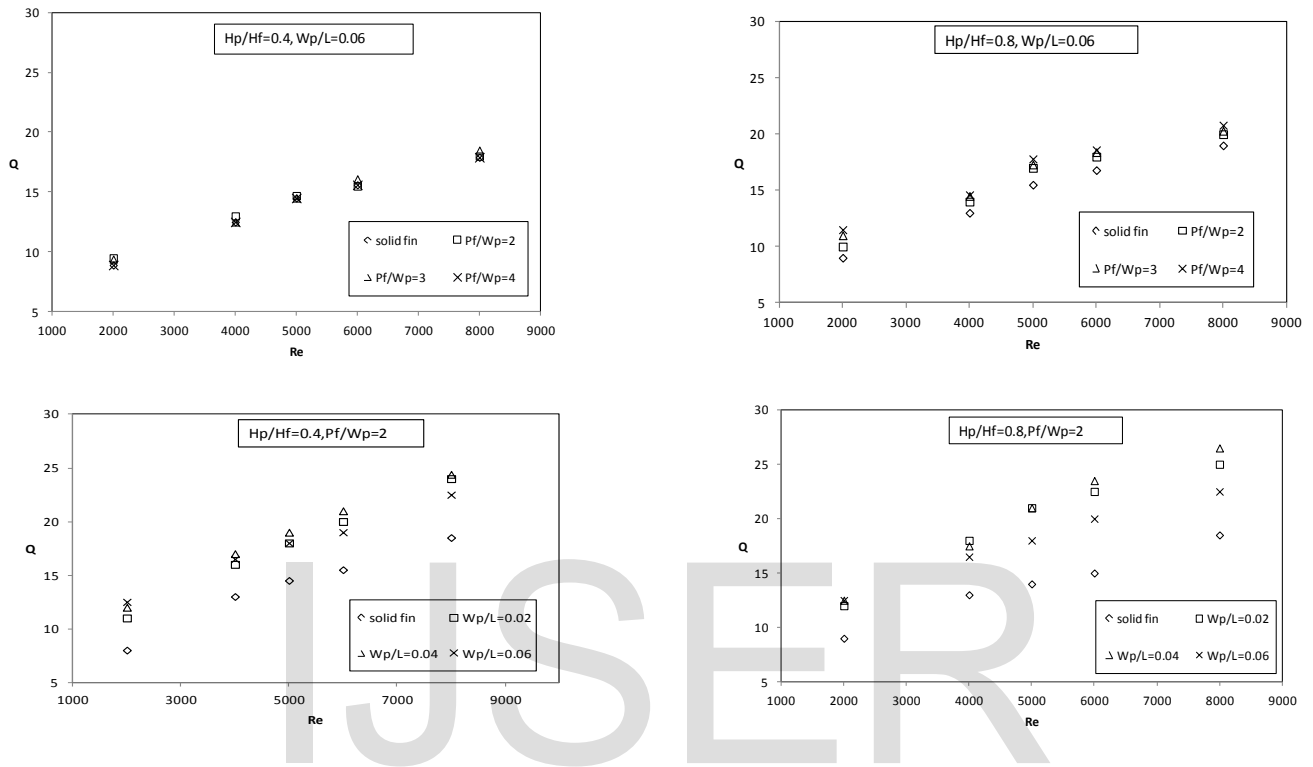 Hp/Hf=0.4, Wp/L=0.06
30
25
20
15
10
5
Q
1000 2000 3000 4000 5000 6000 7000 8000 9000
Re
solid fin Pf/Wp=2
Pf/Wp=3 Pf/Wp=4
Hp/Hf=0.8, Wp/L=0.06
30
25
20
15
10
5
Q
1000 2000 3000 4000 5000 6000 7000 8000 9000
Re
solid fin Pf/Wp=2
Pf/Wp=3 Pf/Wp=4
Hp/Hf=0.4,Pf/Wp=2
30
25
20
15
10
5
Q
1000 3000 5000 7000 9000
Re
solid fin Wp/L=0.02
Wp/L=0.04 Wp/L=0.06
Hp/Hf=0.8,Pf/Wp=2
30
25
20
15
10
5
Q
1000 2000 3000 4000 5000 6000 7000 8000 9000
Re
solid fin Wp/L=0.02
Wp/L=0.04 Wp/L=0.06
IJSER